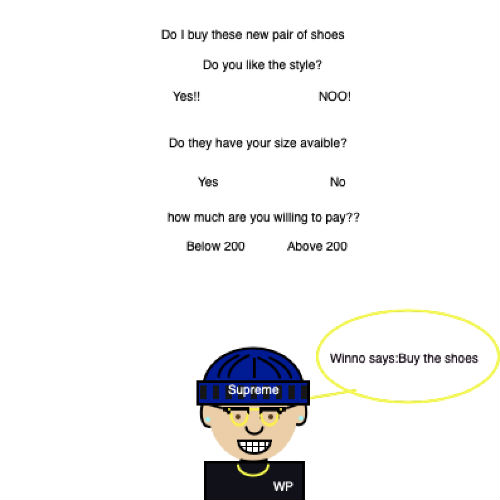 Do I buy these new pair of shoes
Do you like the style?
Yes!! NOO!
Do they have your size avaible?
Yes No
how much are you willing to pay??
Below 200 Above 200
Winno says:Buy the shoes
Supreme
WP